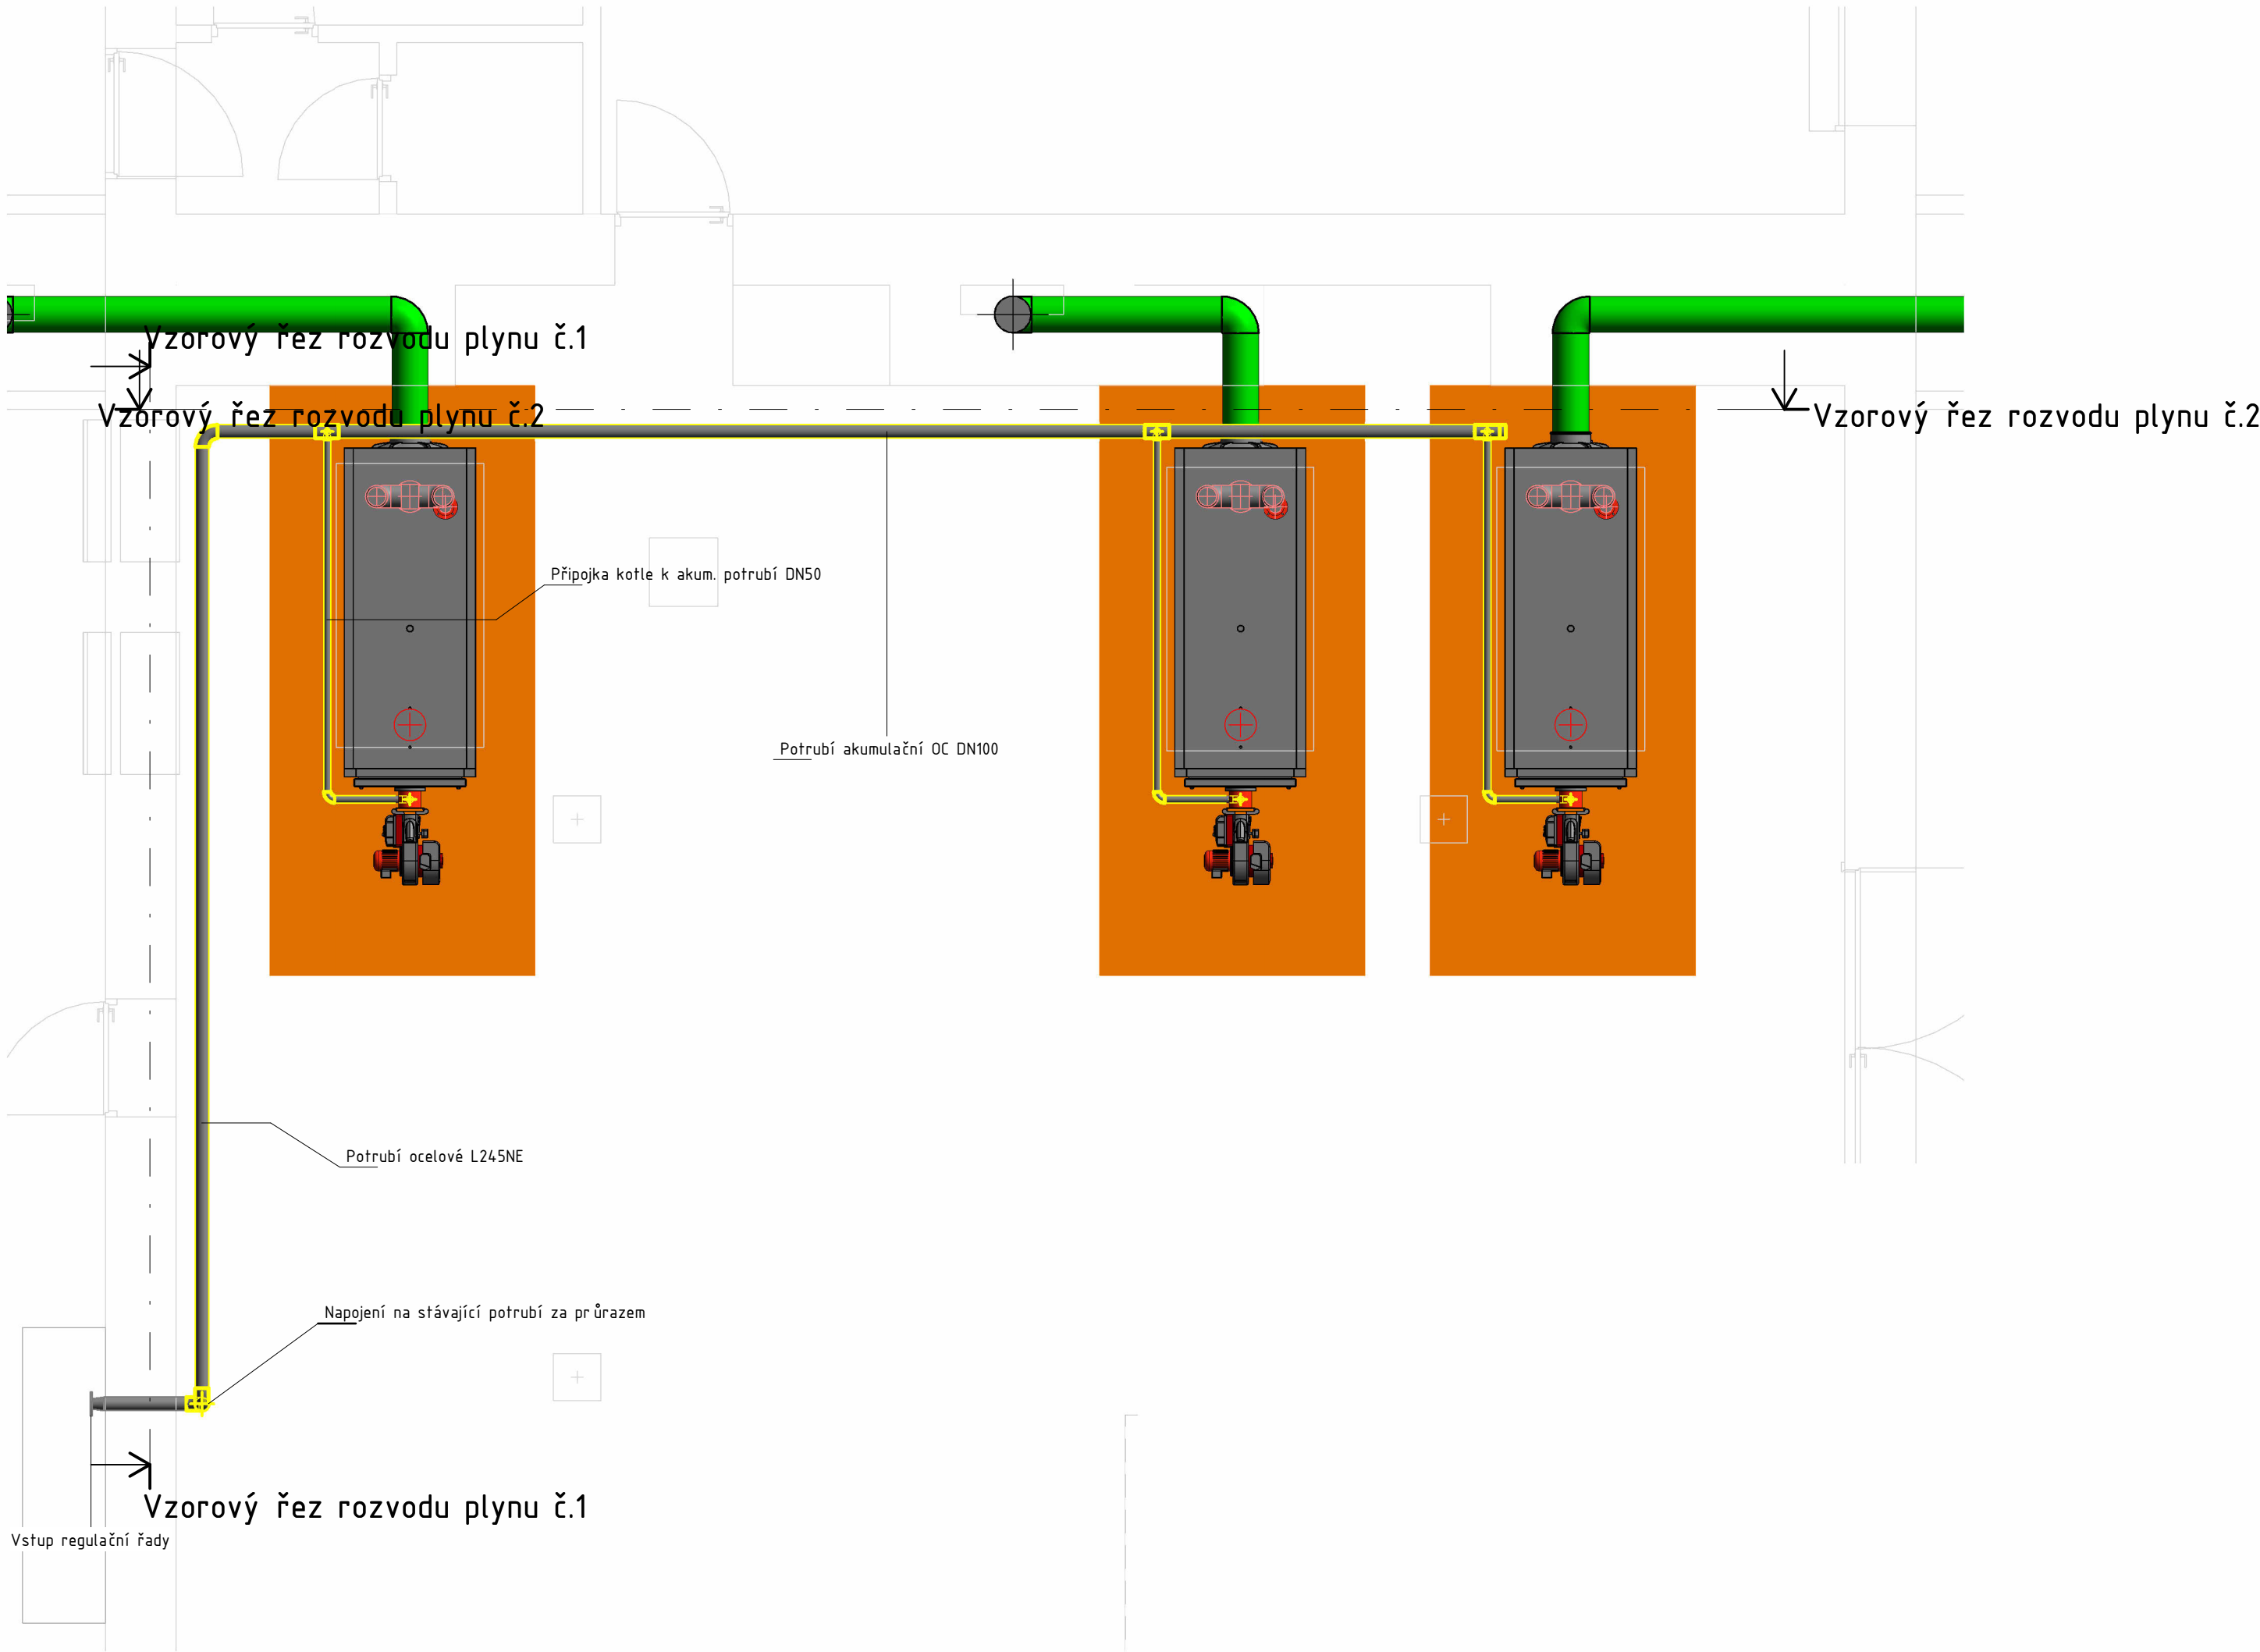 Vzorový řez rozvodu plynu č.1
Vzorový řez rozvodu plynu č.2
Vzorový řez rozvodu plynu č.2
Připojka kotle k akum. potrubí DN50
Potrubí akumulační OC DN100
Potrubí ocelové L245NE
Napojení na stávající potrubí za průrazem
Vzorový řez rozvodu plynu č.1
Vstup regulační řady